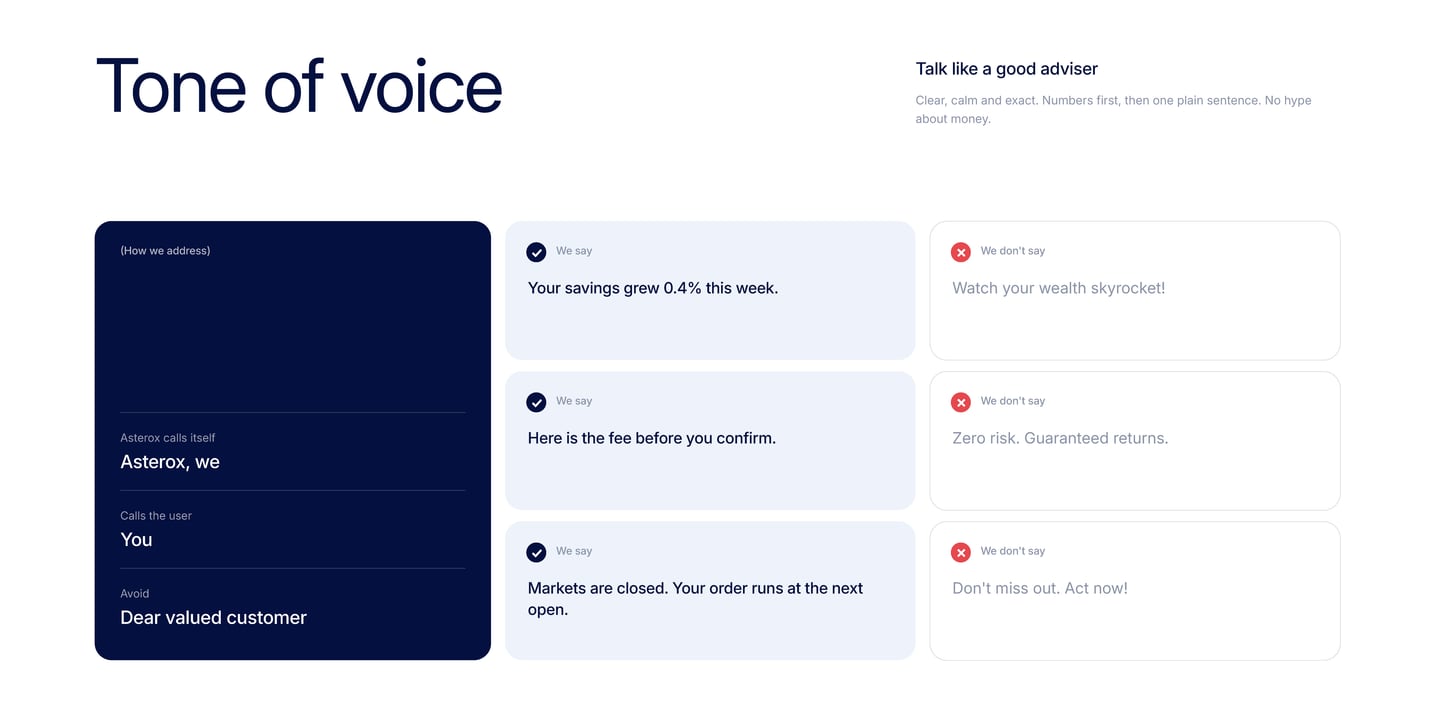 Tone of voice
Talk like a good adviser
Clear, calm and exact. Numbers first, then one plain sentence. No hype
about money.
(How we address)
Asterox calls itself
Asterox, we
Calls the user
You
Avoid
Dear valued customer
We say
Your savings grew 0.4% this week.
We don't say
Watch your wealth skyrocket!
We say
Here is the fee before you confirm.
We don't say
Zero risk. Guaranteed returns.
We say
Markets are closed. Your order runs at the next
open.
We don't say
Don't miss out. Act now!